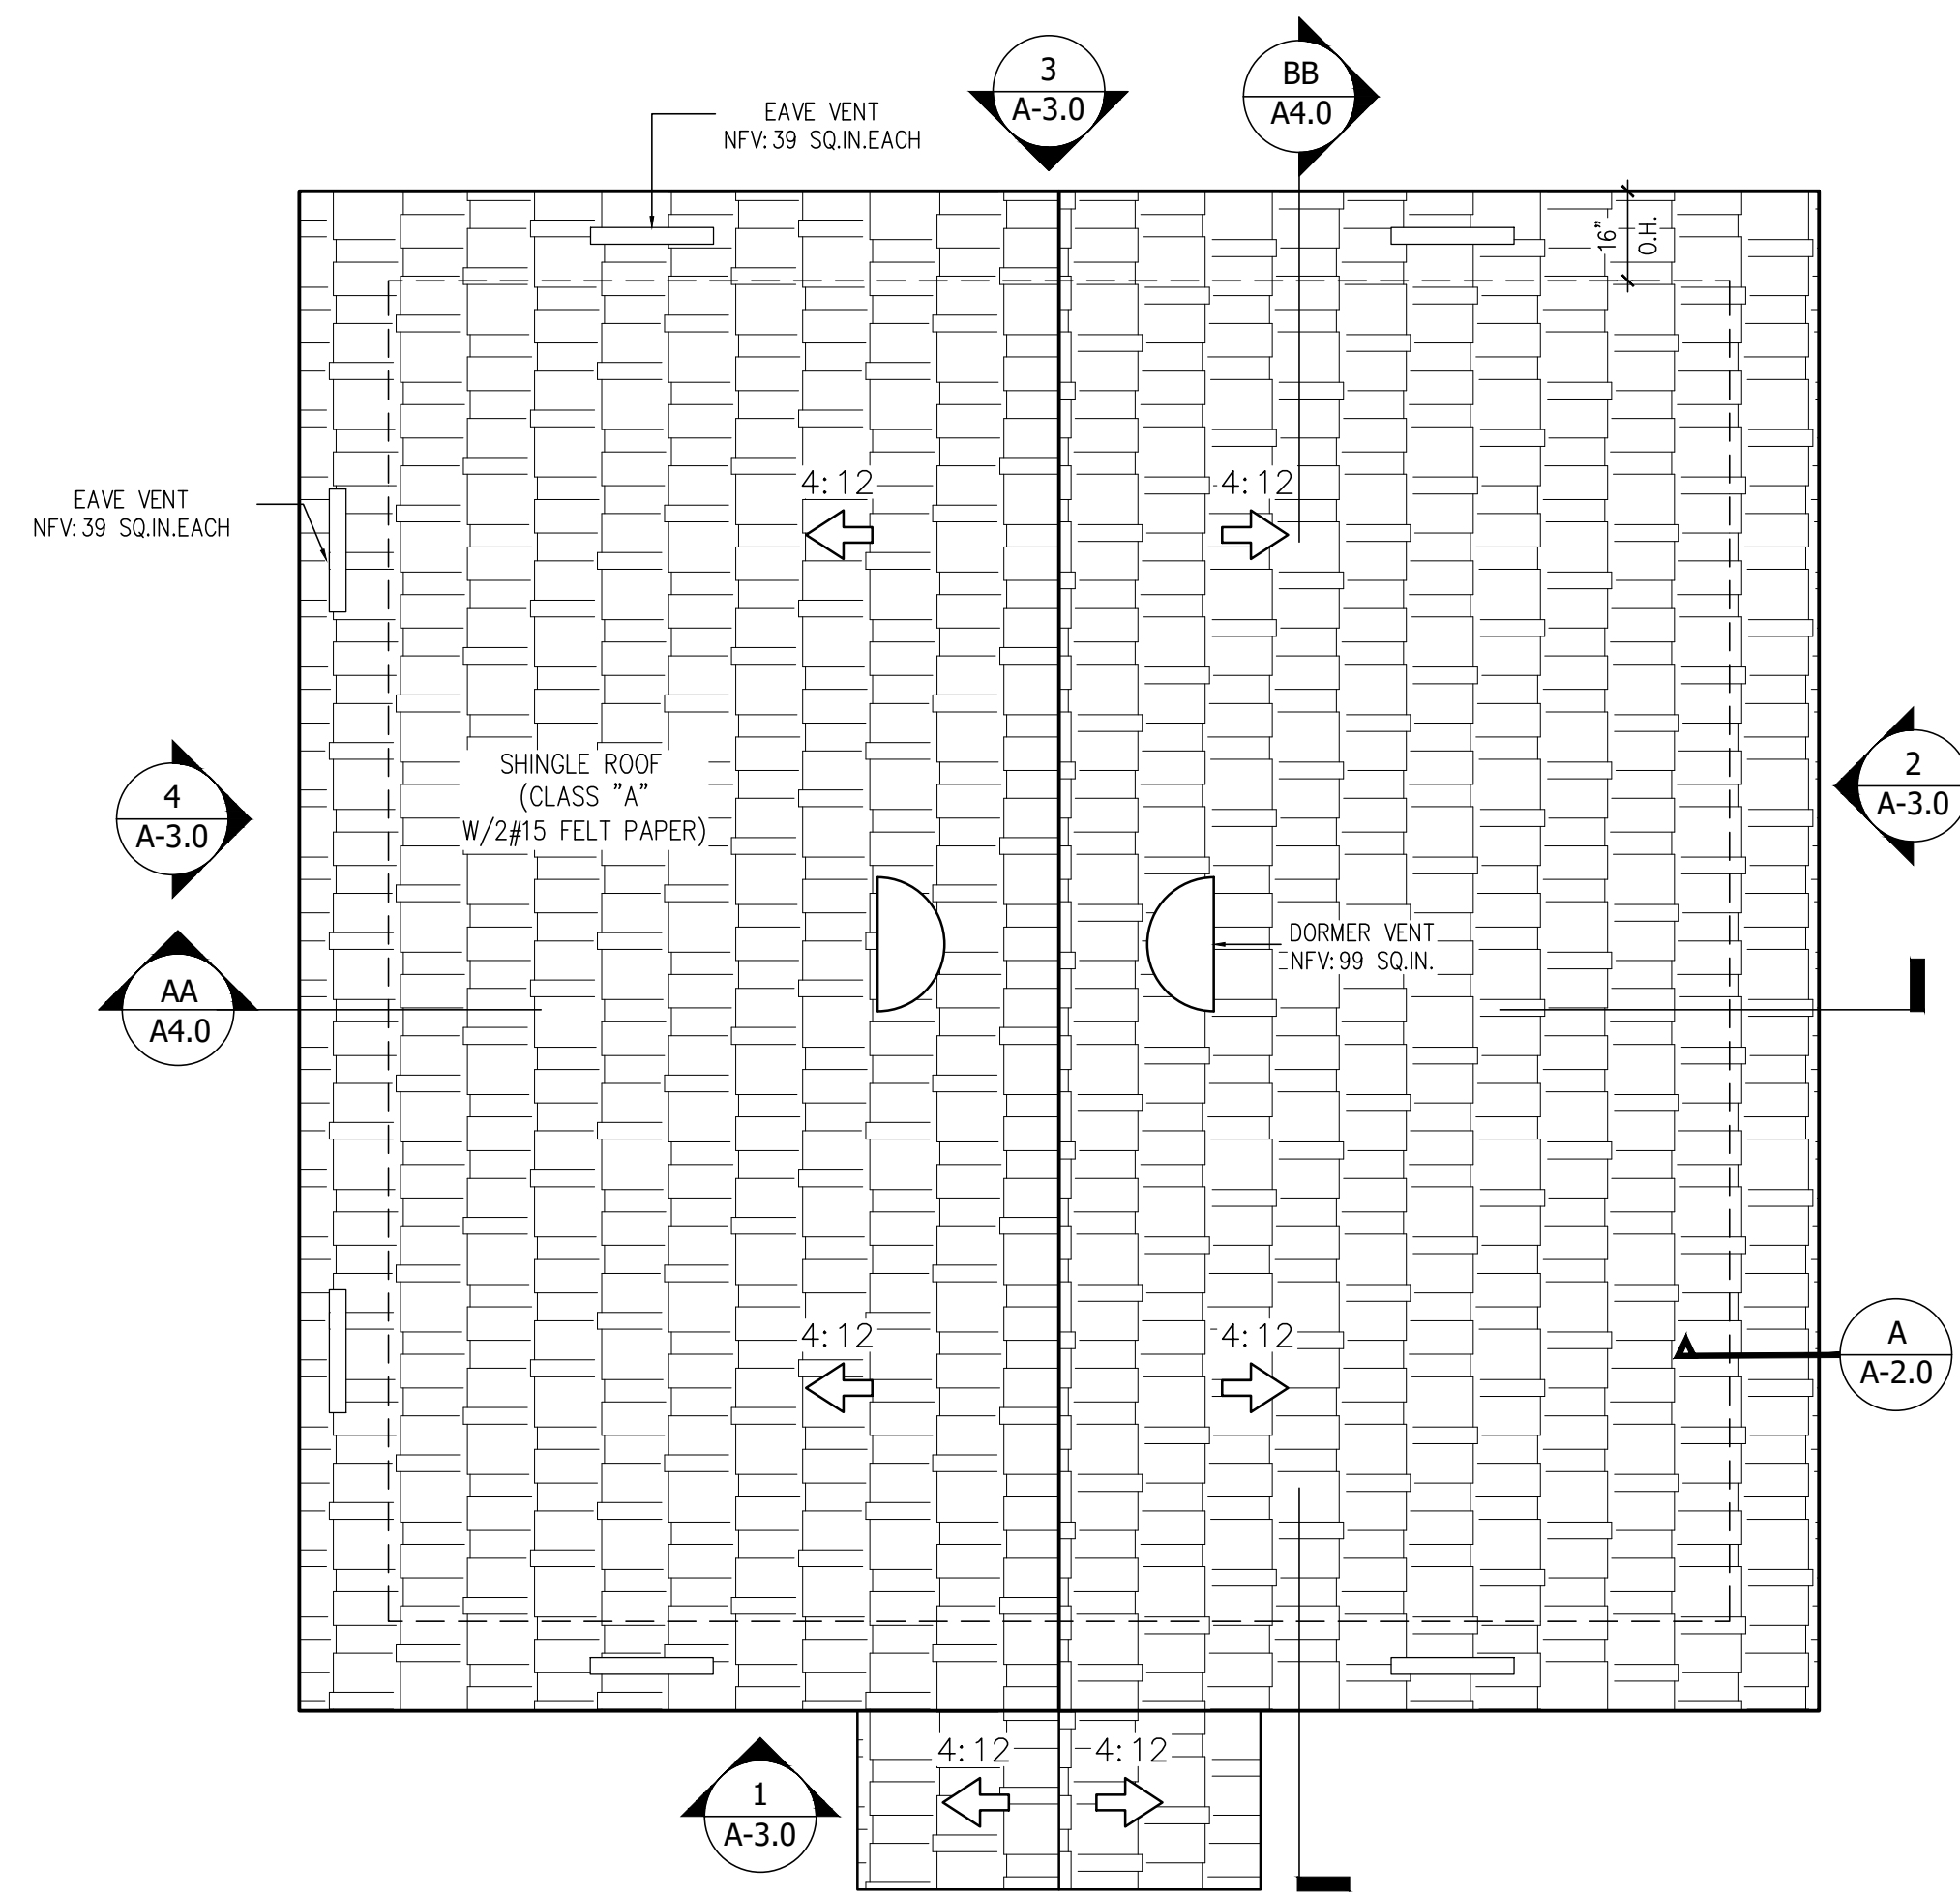 3
A-3.0
BB
A4.0
EAVE VENT
NFV: 39 SQ.IN.EACH
16"
O.H.
4:12
4:12
EAVE VENT
NFV: 39 SQ.IN.EACH
SHINGLE ROOF
(CLASS "A"
W/2#15 FELT PAPER)
4
A-3.0
2
A-3.0
DORMER VENT
NFV: 99 SQ.IN.
AA
A4.0
4:12
4:12
A
A-2.0
4:12
4:12
1
A-3.0